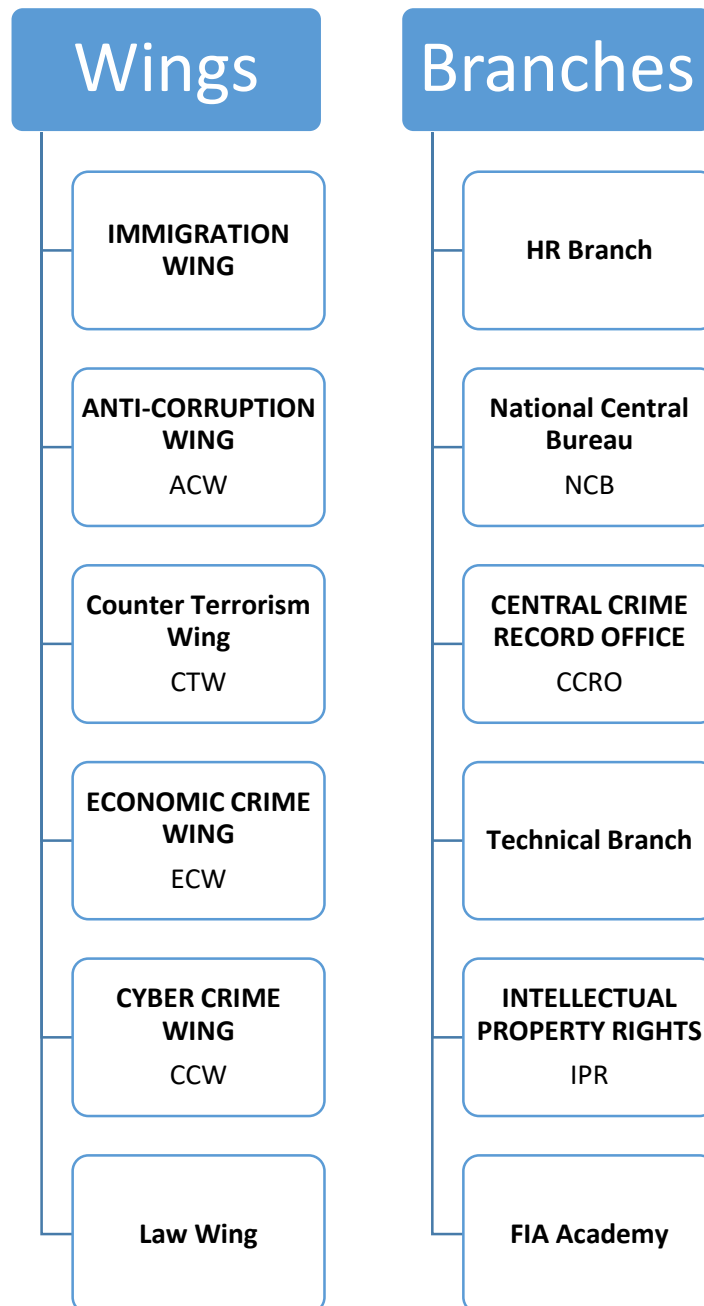 Wings
IMMIGRATION
WING
ANTI-CORRUPTION
WING
ACW
Counter Terrorism
Wing
CTW
ECONOMIC CRIME
WING
ECW
CYBER CRIME
WING
CCW
Law Wing
Branches
HR Branch
National Central
Bureau
NCB
CENTRAL CRIME
RECORD OFFICE
CCRO
Technical Branch
INTELLECTUAL
PROPERTY RIGHTS
IPR
FIA Academy